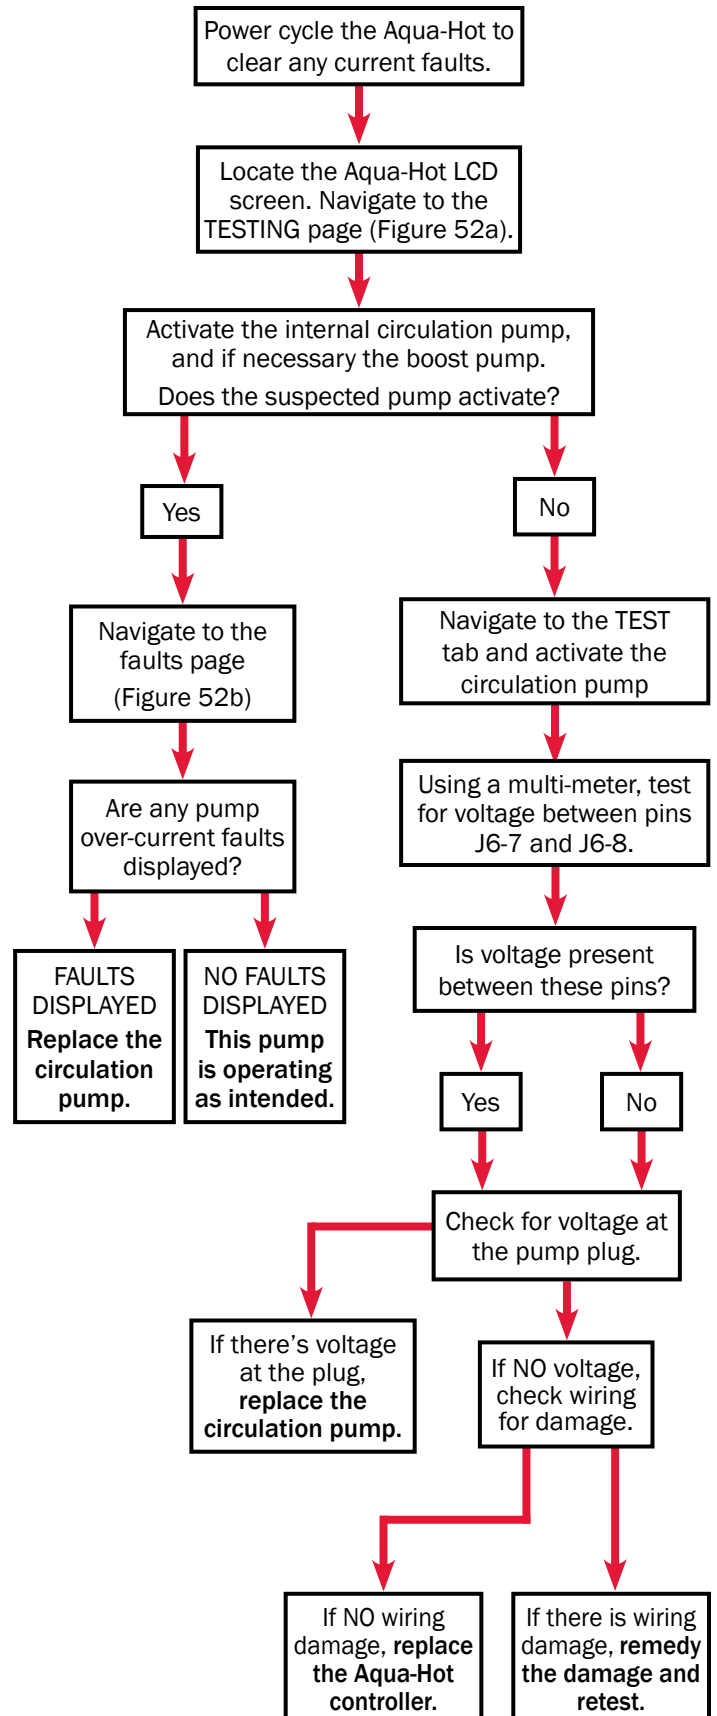 Power cycle the Aqua-Hot to
clear any current faults.
Locate the Aqua-Hot LCD
screen. Navigate to the
TESTING page (Figure 52a).
Activate the internal circulation pump,
and if necessary the boost pump.
Does the suspected pump activate?
Yes
No
Navigate to the
faults page
(Figure 52b)
Navigate to the TEST
tab and activate the
circulation pump
Are any pump
over-current faults
displayed?
Using a multi-meter, test
for voltage between pins
J6-7 and J6-8.
FAULTS
DISPLAYED
Replace the
circulation
pump.
NO FAULTS
DISPLAYED
This pump
is operating
as intended.
Is voltage present
between these pins?
Yes
No
Check for voltage at
the pump plug.
If there’s voltage
at the plug,
replace the
circulation pump.
If NO voltage,
check wiring
for damage.
If NO wiring
damage, replace
the Aqua-Hot
controller.
If there is wiring
damage, remedy
the damage and
retest.